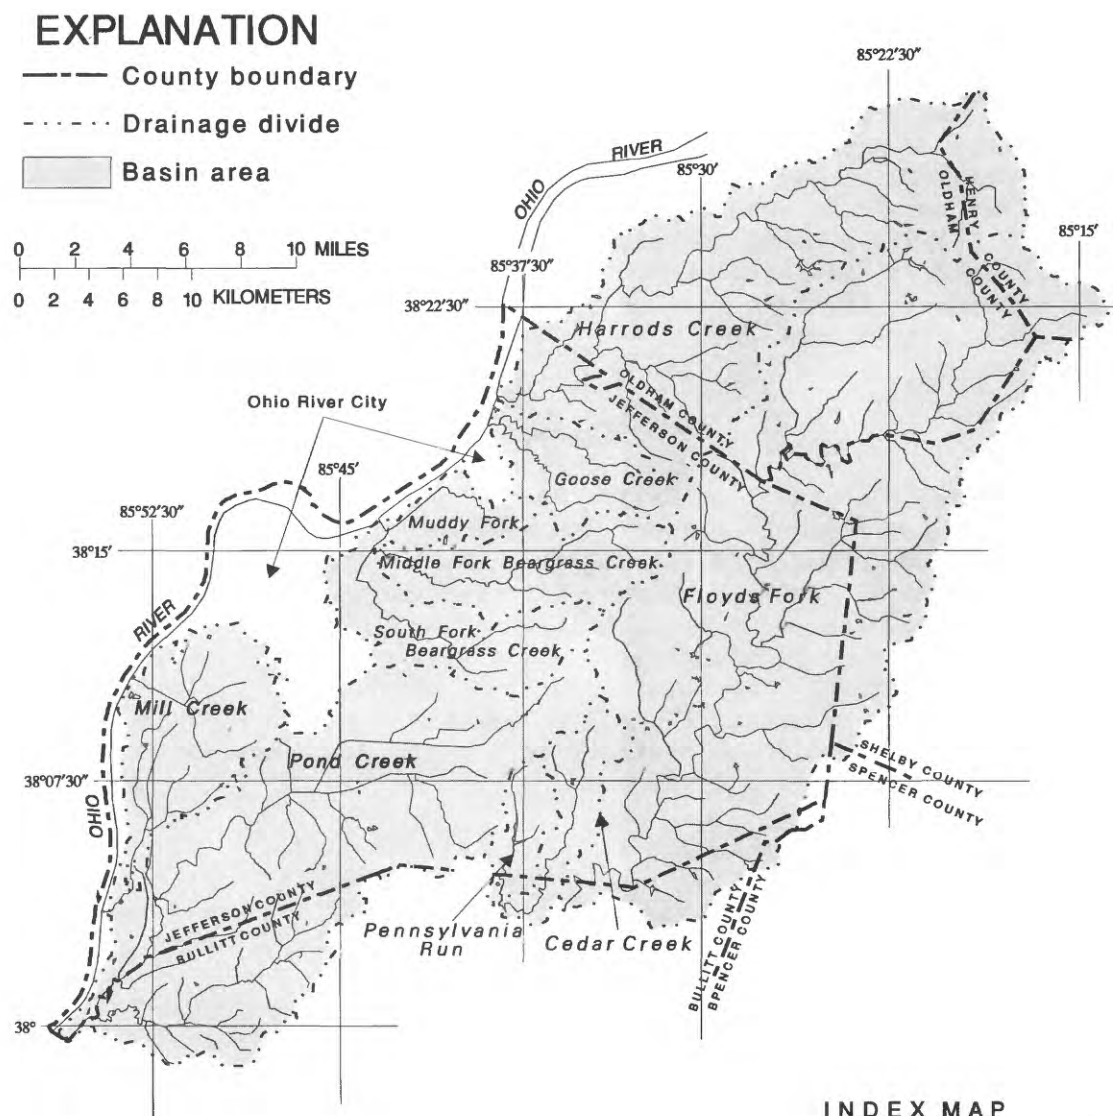 EXPLANATION
County boundary
Drainage divide
Basin area
0 2 4 6 8 10 MILES
0 2 4 6 8 10 KILOMETERS
85°22'30"
RIVER
OHIO
85°30'
85°37'30"
85°15'
38°22'30"
HENRY COUNTY
OLDHAM COUNTY
Harrods Creek
OLDHAM COUNTY
JEFFERSON COUNTY
Ohio River City
85°45'
85°52'30"
Goose Creek
Muddy Fork
38°15'
Middle Fork Beargrass Creek
Floyds Fork
RIVER
South Fork
Beargrass Creek
Mill Creek
Pond Creek
38°07'30"
SHELBY COUNTY
SPENCER COUNTY
OHIO
JEFFERSON COUNTY
BULLITT COUNTY
Pennsylvania
Run
Cedar Creek
BULLITT COUNTY
SPENCER COUNTY
38°
INDEX MAP